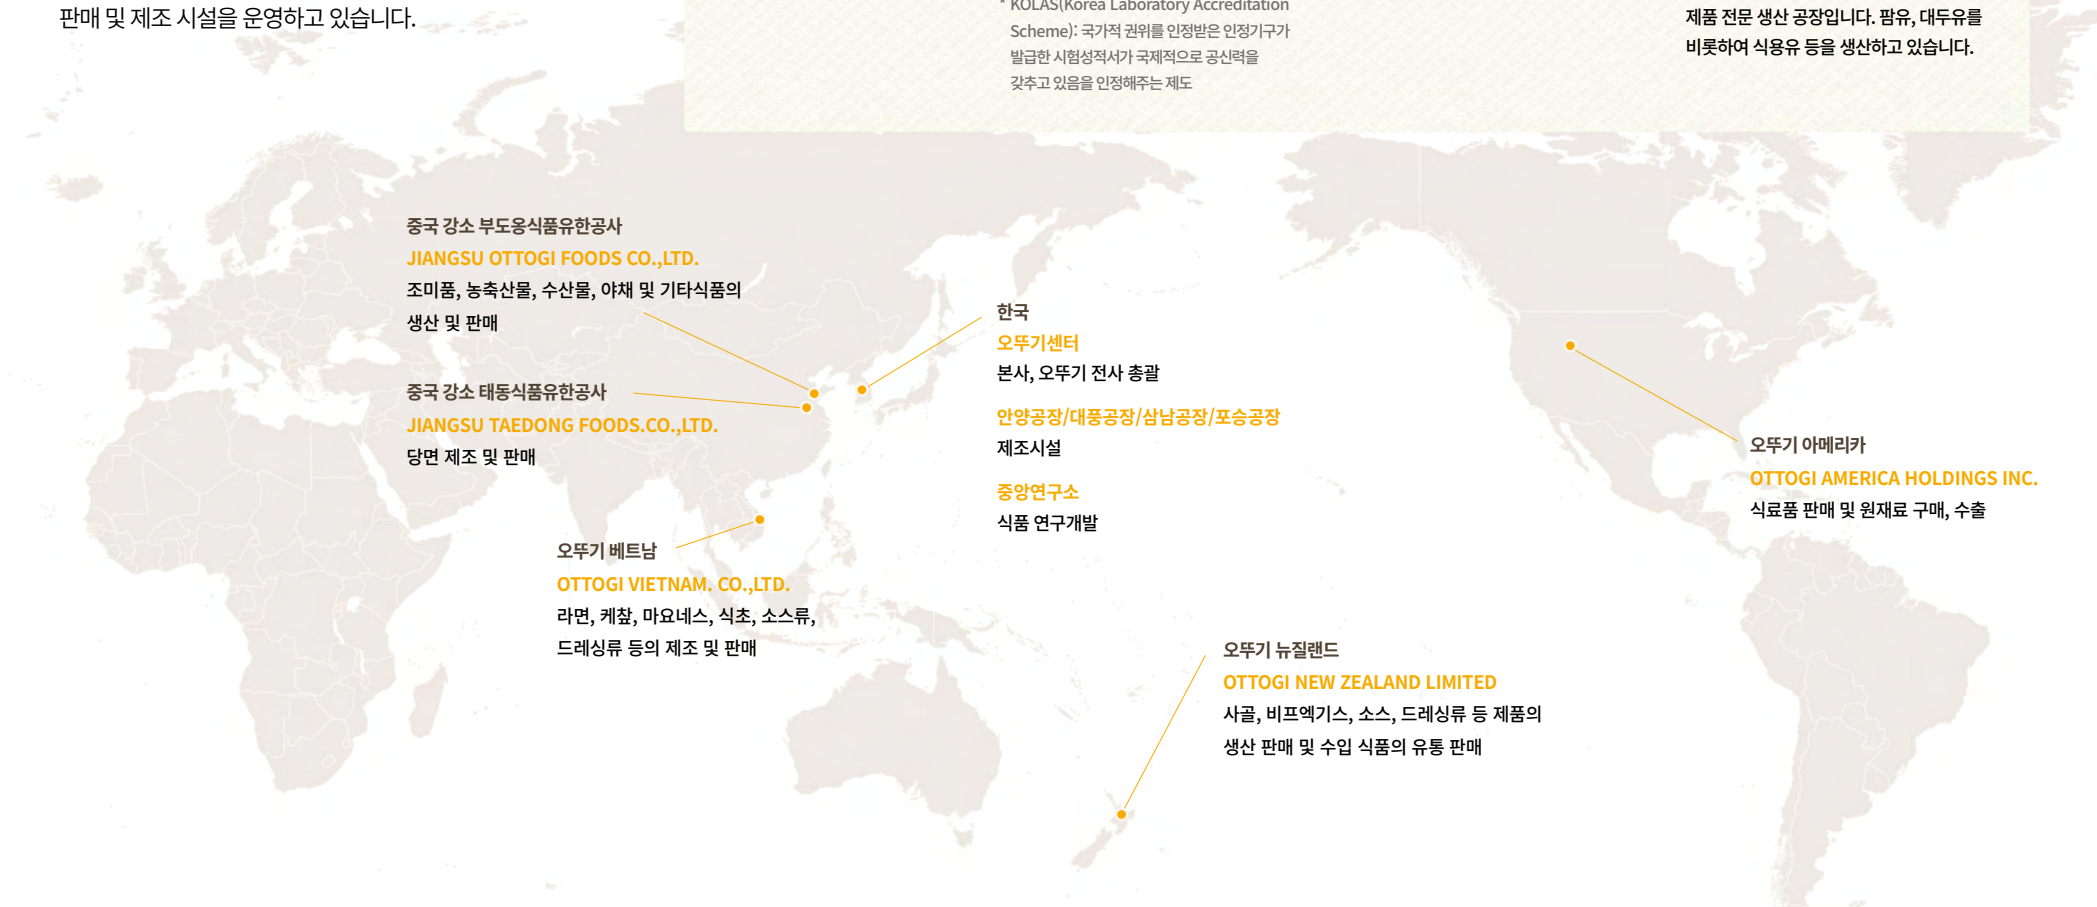 판매 및 제조 시설을 운영하고 있습니다.
* KOLAS(Korea Laboratory Accreditation
Scheme): 국가적 권위를 인정받은 인정기구가
발급한 시험성적서가 국제적으로 공신력을
갖추고 있음을 인정해주는 제도
제품 전문 생산 공장입니다. 팜유, 대두유를
비롯하여 식용유 등을 생산하고 있습니다.
중국 강소 부도옹식품유한공사
JIANGSU OTTOGI FOODS CO.,LTD.
조미품, 농축산물, 수산물, 야채 및 기타식품의
생산 및 판매
중국 강소 태동식품유한공사
JIANGSU TAEDONG FOODS.CO.,LTD.
당면 제조 및 판매
오뚜기 베트남
OTTOGI VIETNAM. CO.,LTD.
라면, 케챂, 마요네스, 식초, 소스류,
드레싱류 등의 제조 및 판매
한국
오뚜기센터
본사, 오뚜기 전사 총괄
안양공장/대풍공장/삼남공장/포승공장
제조시설
중앙연구소
식품 연구개발
오뚜기 뉴질랜드
OTTOGI NEW ZEALAND LIMITED
사골, 비프엑기스, 소스, 드레싱류 등 제품의
생산 판매 및 수입 식품의 유통 판매
오뚜기 아메리카
OTTOGI AMERICA HOLDINGS INC.
식료품 판매 및 원재료 구매, 수출